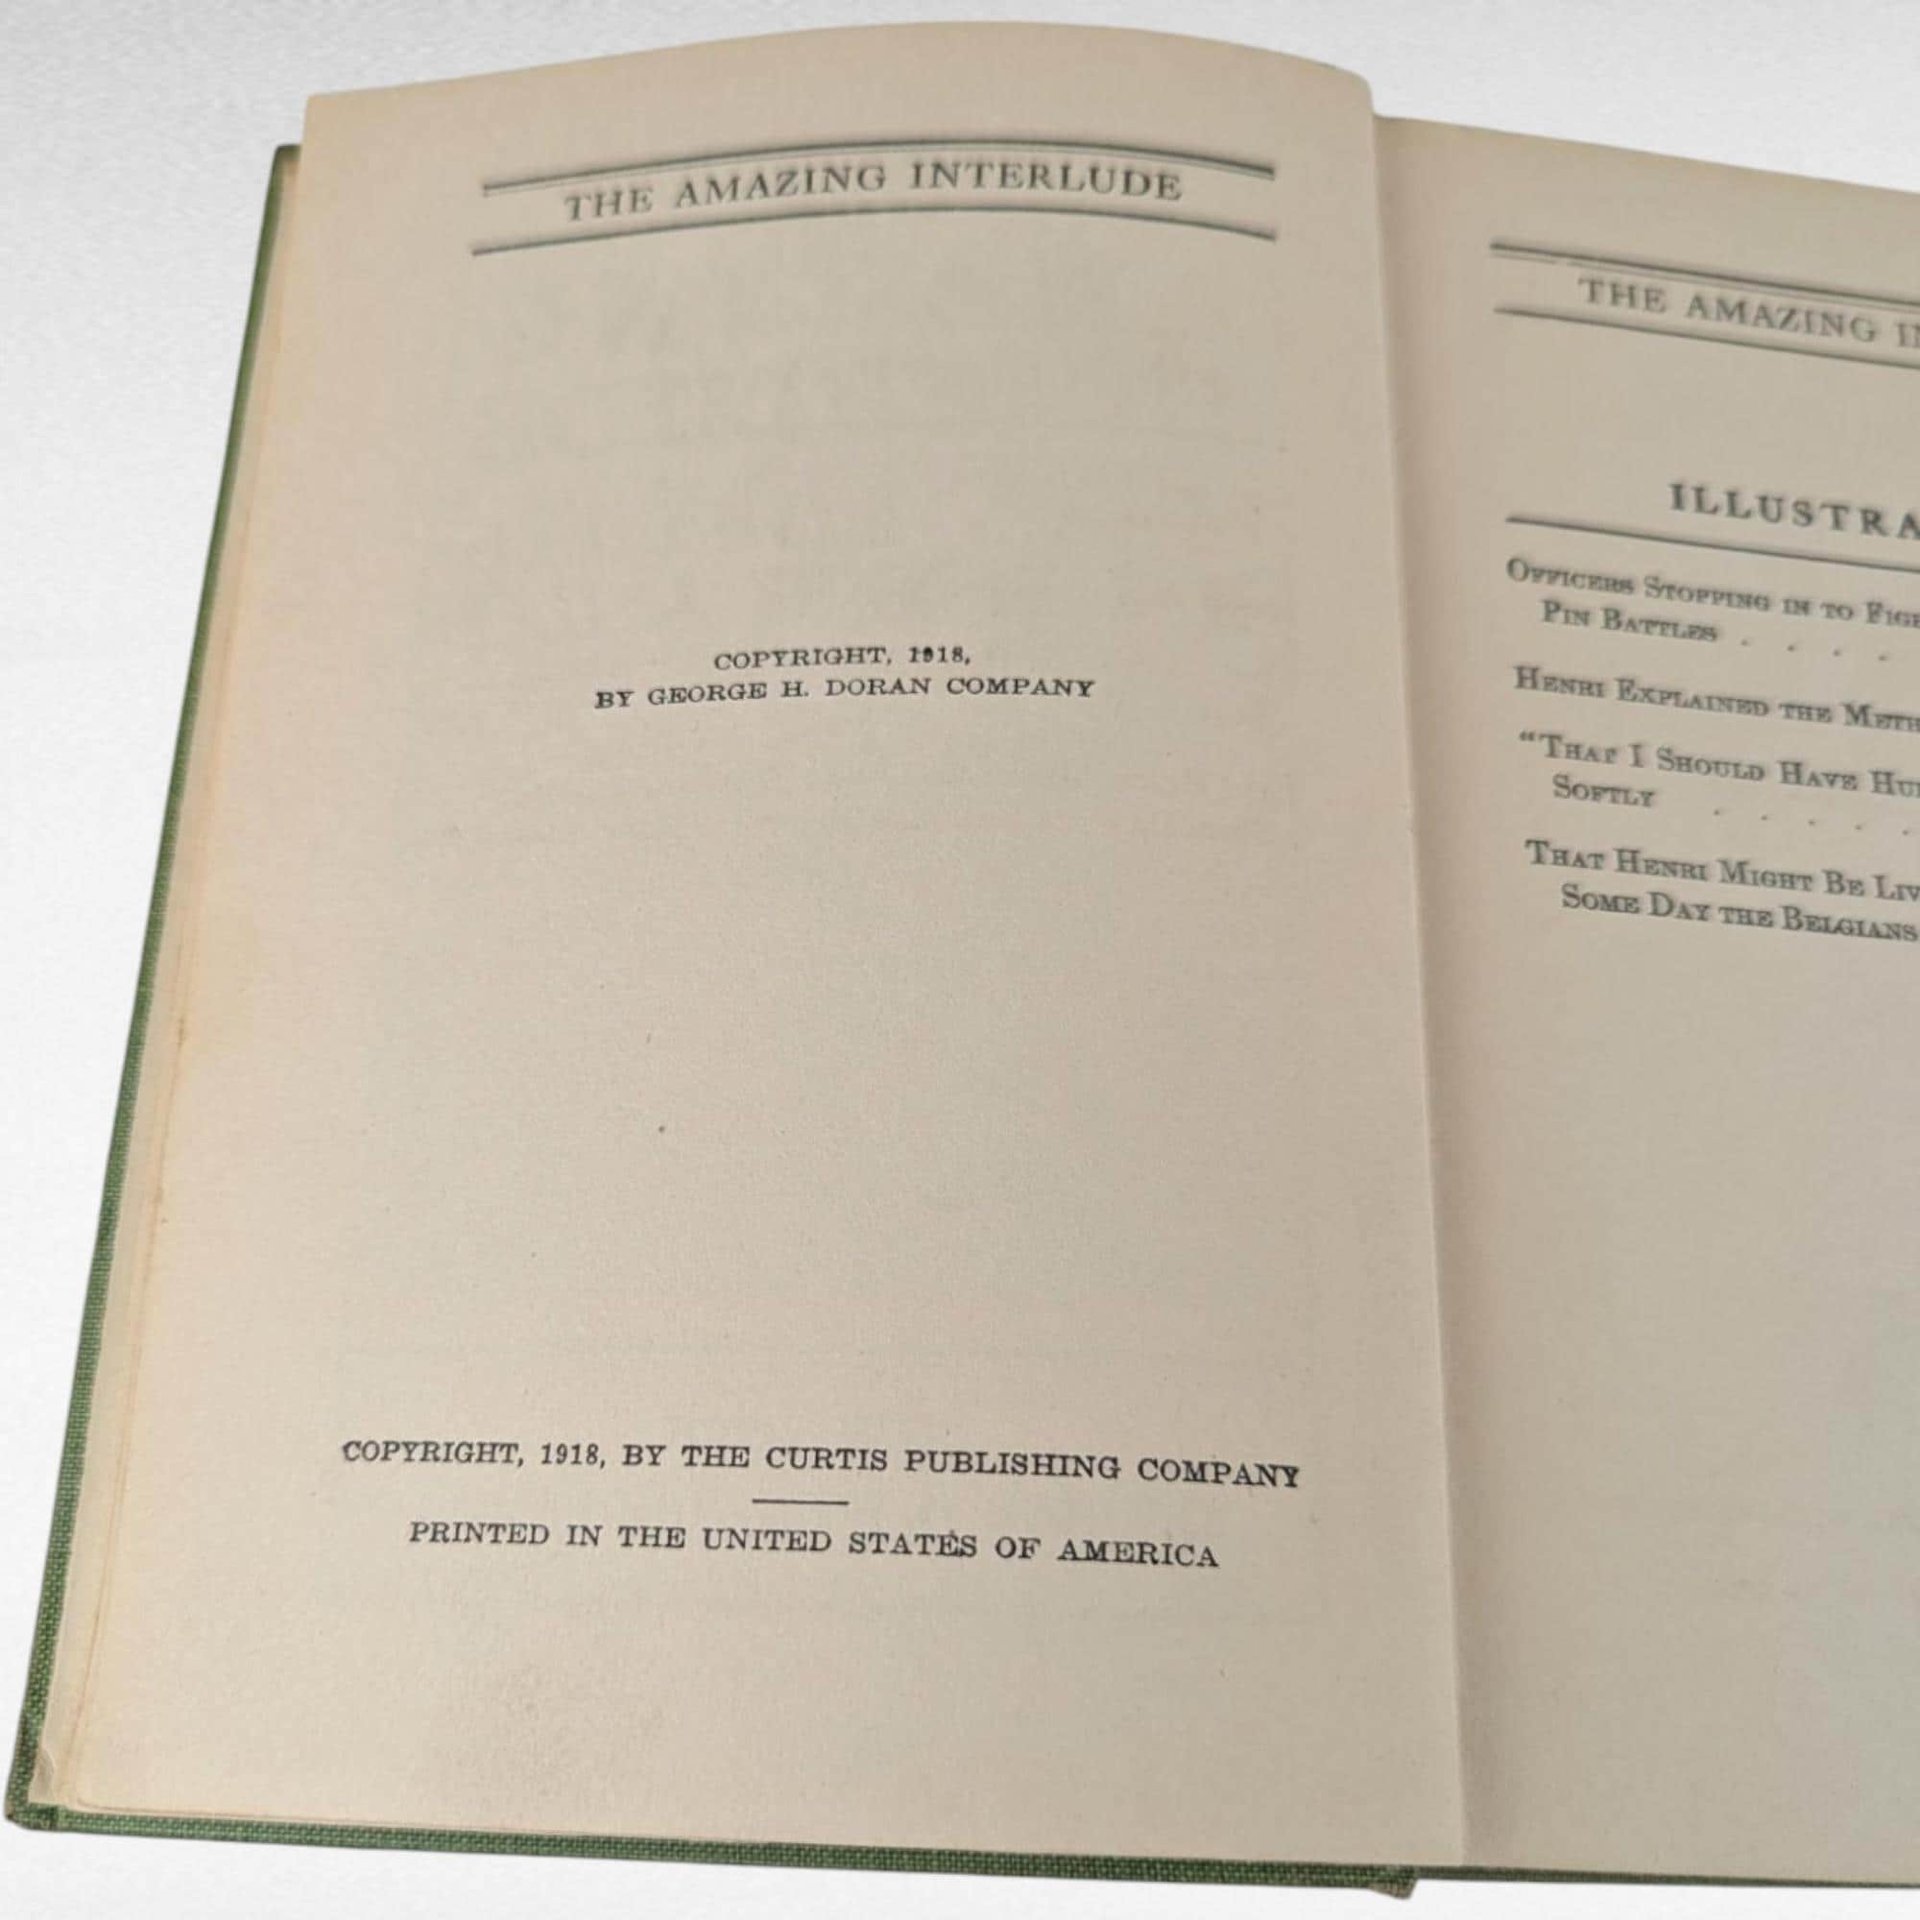 THE AMAZING INTERLUDE
COPYRIGHT, 1918,
BY GEORGE H. DORAN COMPANY
COPYRIGHT, 1918, BY THE CURTIS PUBLISHING COMPANY
PRINTED IN THE UNITED STATES OF AMERICA
THE AMAZING
ILLUSTRA
OFFICERS STOPPING IN TO
PIN BATTLES . . . .
HENRI EXPLAINED THE
"THAT I SHOULD HAVE
SOFTLY . . . . .
THAT HENRI MIGHT BE
SOME DAY THE BELGIANS